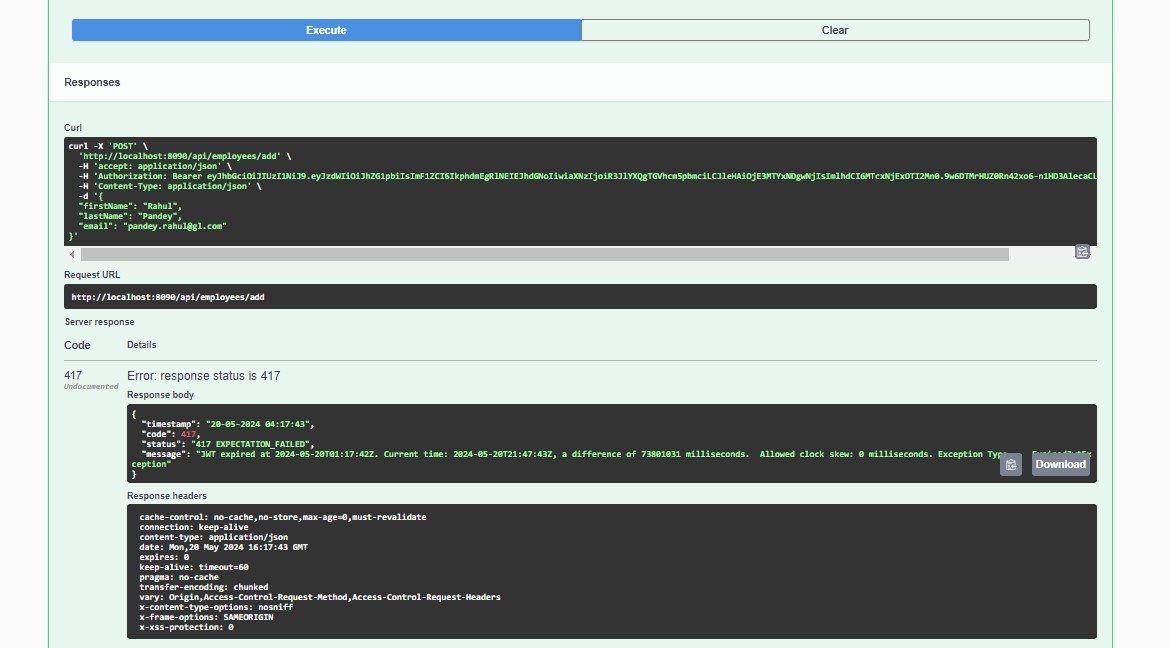 Execute
Clear
Responses
Curl
curl -X 'POST' \
'http://localhost:8090/api/employees/add' \
-H 'accept: application/json' \
-H 'Authorization: Bearer
-H 'Content-Type: application/json' \
-d '{
"firstName": "Rahul",
"lastName": "Pandey",
"email": "pandey.rahul@gl.com"
}'
Request URL
http://localhost:8090/api/employees/add
Server response
Code
Details
417
Undocumented
Error: response status is 417
Response body
{
"timestamp": "20-05-2024 04:17:43",
"code": 417,
"status": "417 EXPECTATION_FAILED",
"message": "JWT expired at 2024-05-20T01:17:42Z. Current time: 2024-05-20T21:47:43Z, a difference of 73801031 milliseconds.  Allowed clock skew: 0 milliseconds. Exception
ception"
}
Download
Response headers
cache-control: no-cache,no-store,max-age=0,must-revalidate
connection: keep-alive
content-type: application/json
date: Mon,20 May 2024 16:17:43 GMT
expires: 0
keep-alive: timeout=60
pragma: no-cache
transfer-encoding: chunked
vary: Origin,Access-Control-Request-Method,Access-Control-Request-Headers
x-content-type-options: nosniff
x-frame-options: SAMEORIGIN
x-xss-protection: 0